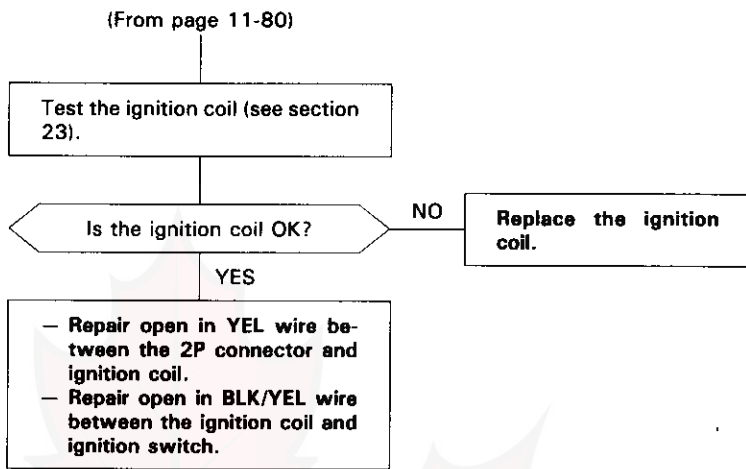 (From page 11-80)
Test the ignition coil (see section
23).
Is the ignition coil OK?
NO
Replace the ignition
coil.
YES
— Repair open in YEL wire be-
tween the 2P connector and
ignition coil.
— Repair open in BLK/YEL wire
between the ignition coil and
ignition switch.